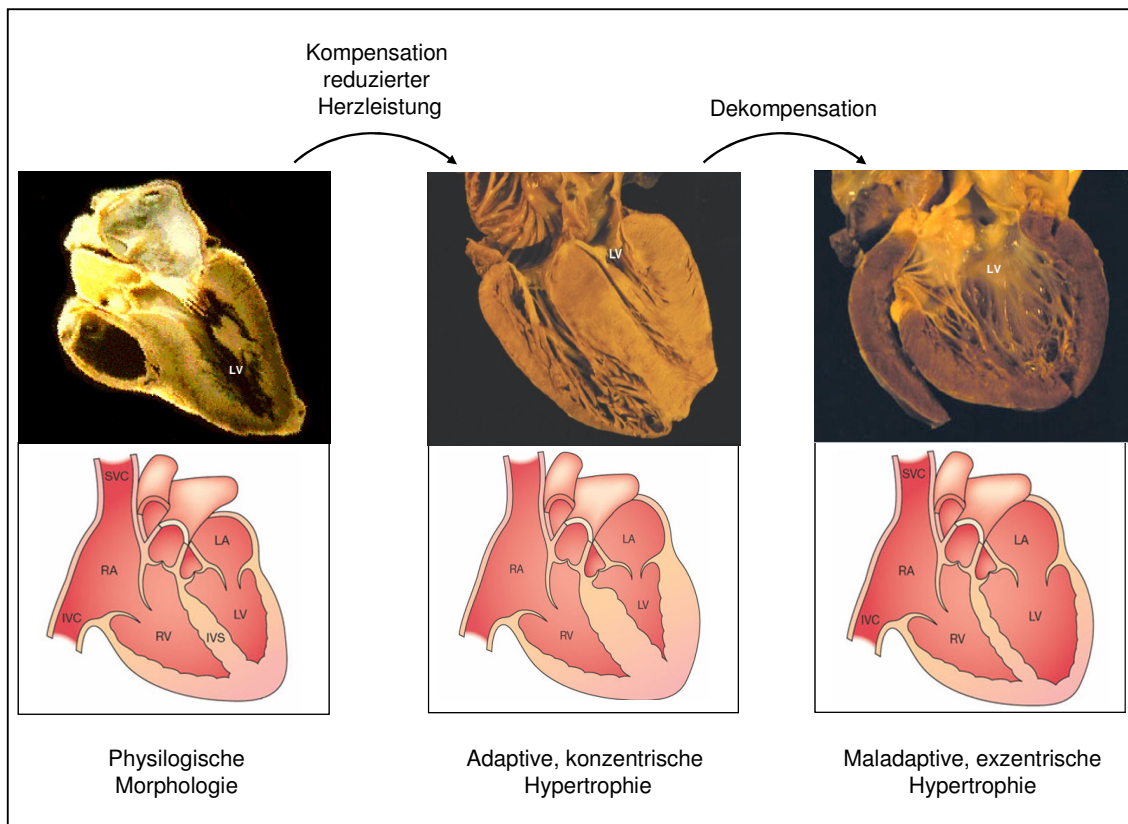 Kompensation
reduzierter
Herzleistung
Dekompensation
LV
LV
LV
SVC
LA
RA
LV
IVC
RV
IVS
LA
RA
LV
RV
SVC
LA
RA
LV
IVC
RV
Physilogische
Morphologie
Adaptive, konzentrische
Hypertrophie
Maladaptive, exzentrische
Hypertrophie